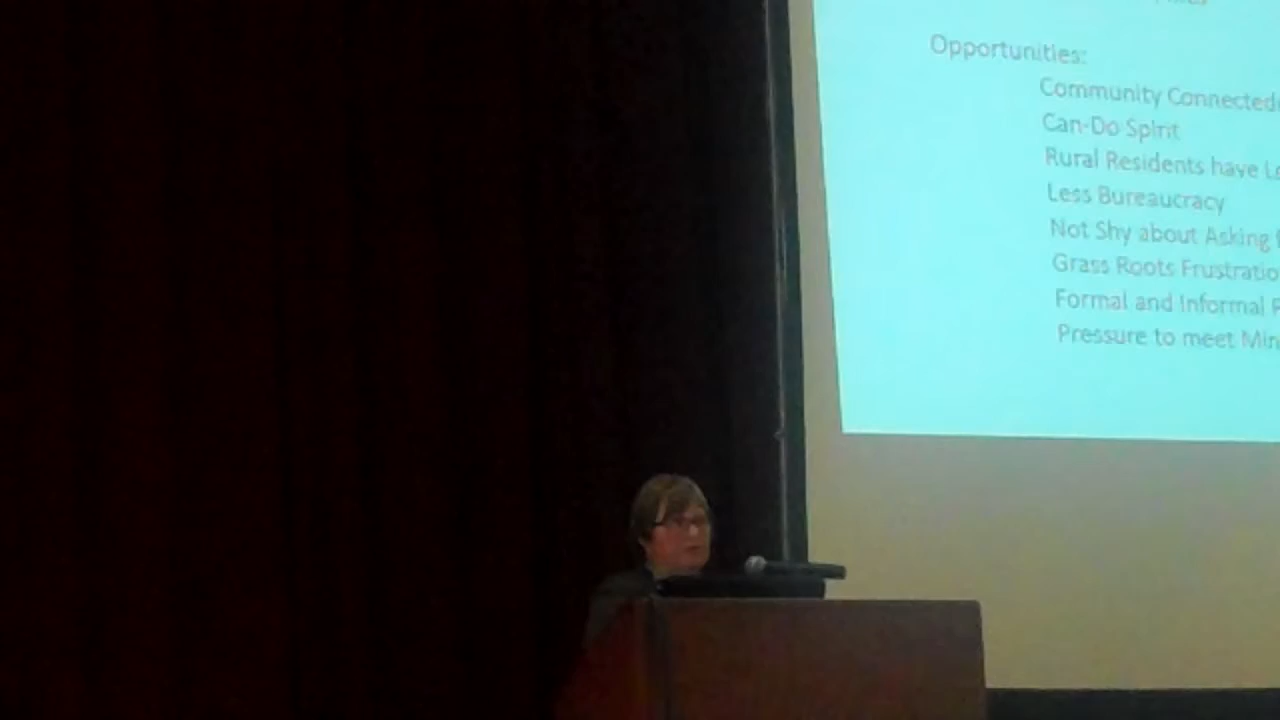 Opportunities:
Community
Can-Do Spirit
Rural Residents have
Less Bureaucracy
Not Shy about Asking
Grass Roots
Formal and Informal
Pressure to meet